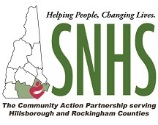 Helping People. Changing Lives.
SNHS
The Community Action Partnership serving
Hillsborough and Rockingham Counties